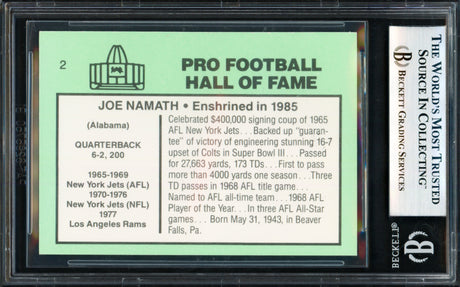 2
PRO FOOTBALL
HALL OF FAME
JOE NAMATH • Enshrined in 1985
(Alabama)
QUARTERBACK
6-2, 200
1965-1969
New York Jets (AFL)
1970-1976
New York Jets (NFL)
1977
Los Angeles Rams
Celebrated $400,000 signing coup of 1965
AFL New York Jets . . . Backed up "guaran-
tee" of victory of engineering stunning 16-7
upset of Colts in Super Bowl III . . . Passed
for 27,663 yards, 173 TDs. . . First to pass
more than 4000 yards one season. . .Three
TD passes in 1968 AFL title game . . .
Named to AFL all-time team. . .1968 AFL
Player of the Year. . . In three AFL All-Star
games. . . Born May 31, 1943, in Beaver
Falls, Pa.
THE WORLD'S MOST TRUSTED
SOURCE IN COLLECTING™
B
BECKETT GRADING SERVICES
BECKETT
B